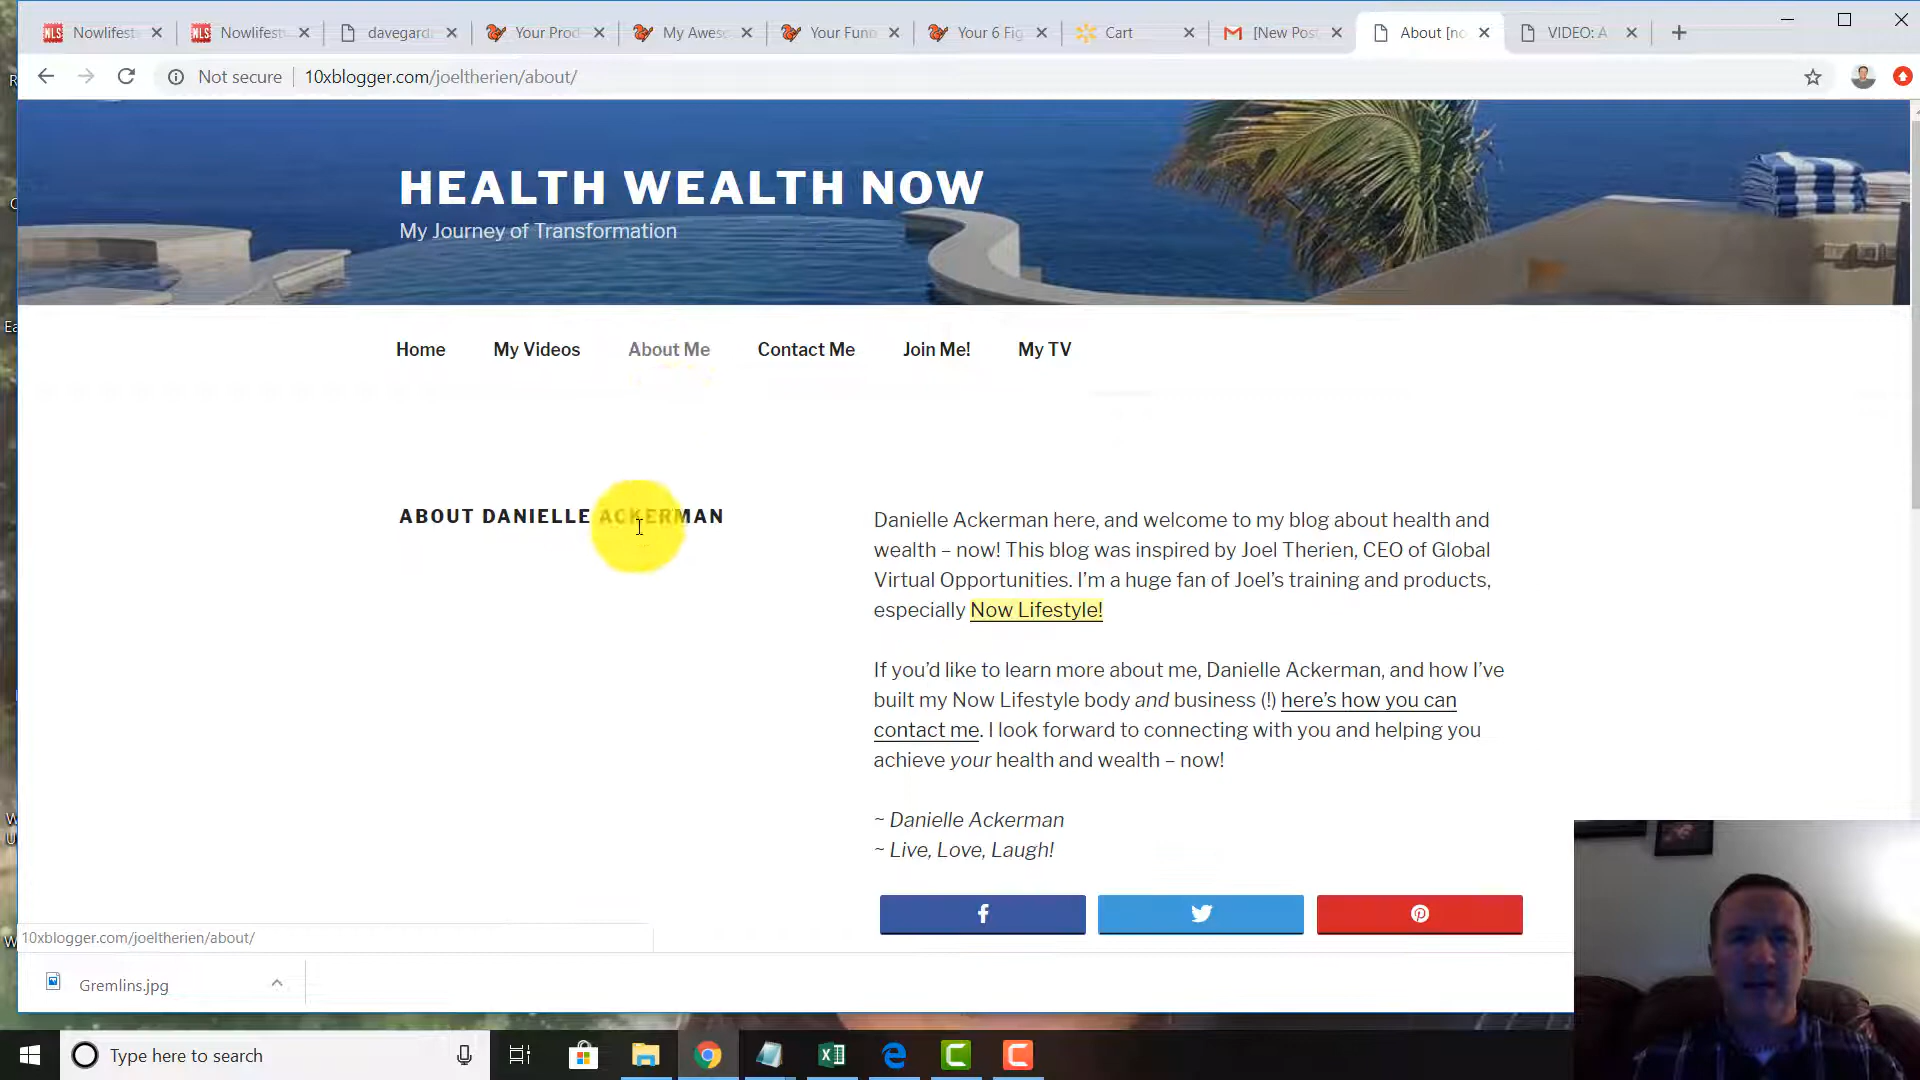 Nowlifest
Nowlifest
davegard
Your Prod
My Awes
Your Funn
Your 6 Fig
Cart
[New Post
About [no
VIDEO: A
Not secure
10xblogger.com/joeltherien/about/
HEALTH WEALTH NOW
My Journey of Transformation
Home
My Videos
About Me
Contact Me
Join Me!
My TV
ABOUT DANIELLE ACKERMAN
Danielle Ackerman here, and welcome to my blog about health and
wealth – now! This blog was inspired by Joel Therien, CEO of Global
Virtual Opportunities. I'm a huge fan of Joel's training and products,
especially Now Lifestyle!
If you'd like to learn more about me, Danielle Ackerman, and how I've
built my Now Lifestyle body and business (!) here's how you can
contact me. I look forward to connecting with you and helping you
achieve your health and wealth – now!
~ Danielle Ackerman
~ Live, Love, Laugh!
10xblogger.com/joeltherien/about/
Gremlins.jpg
Type here to search